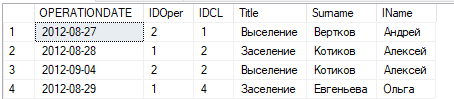 OPERATIONDATE IDOper IDCL Title Surname IName
1 2012-08-27 2 1 Выселение Вертков Андрей
2 2012-08-28 1 2 Заселение Котиков Алексей
3 2012-09-04 2 2 Выселение Котиков Алексей
4 2012-08-29 1 4 Заселение Евгеньева Ольга